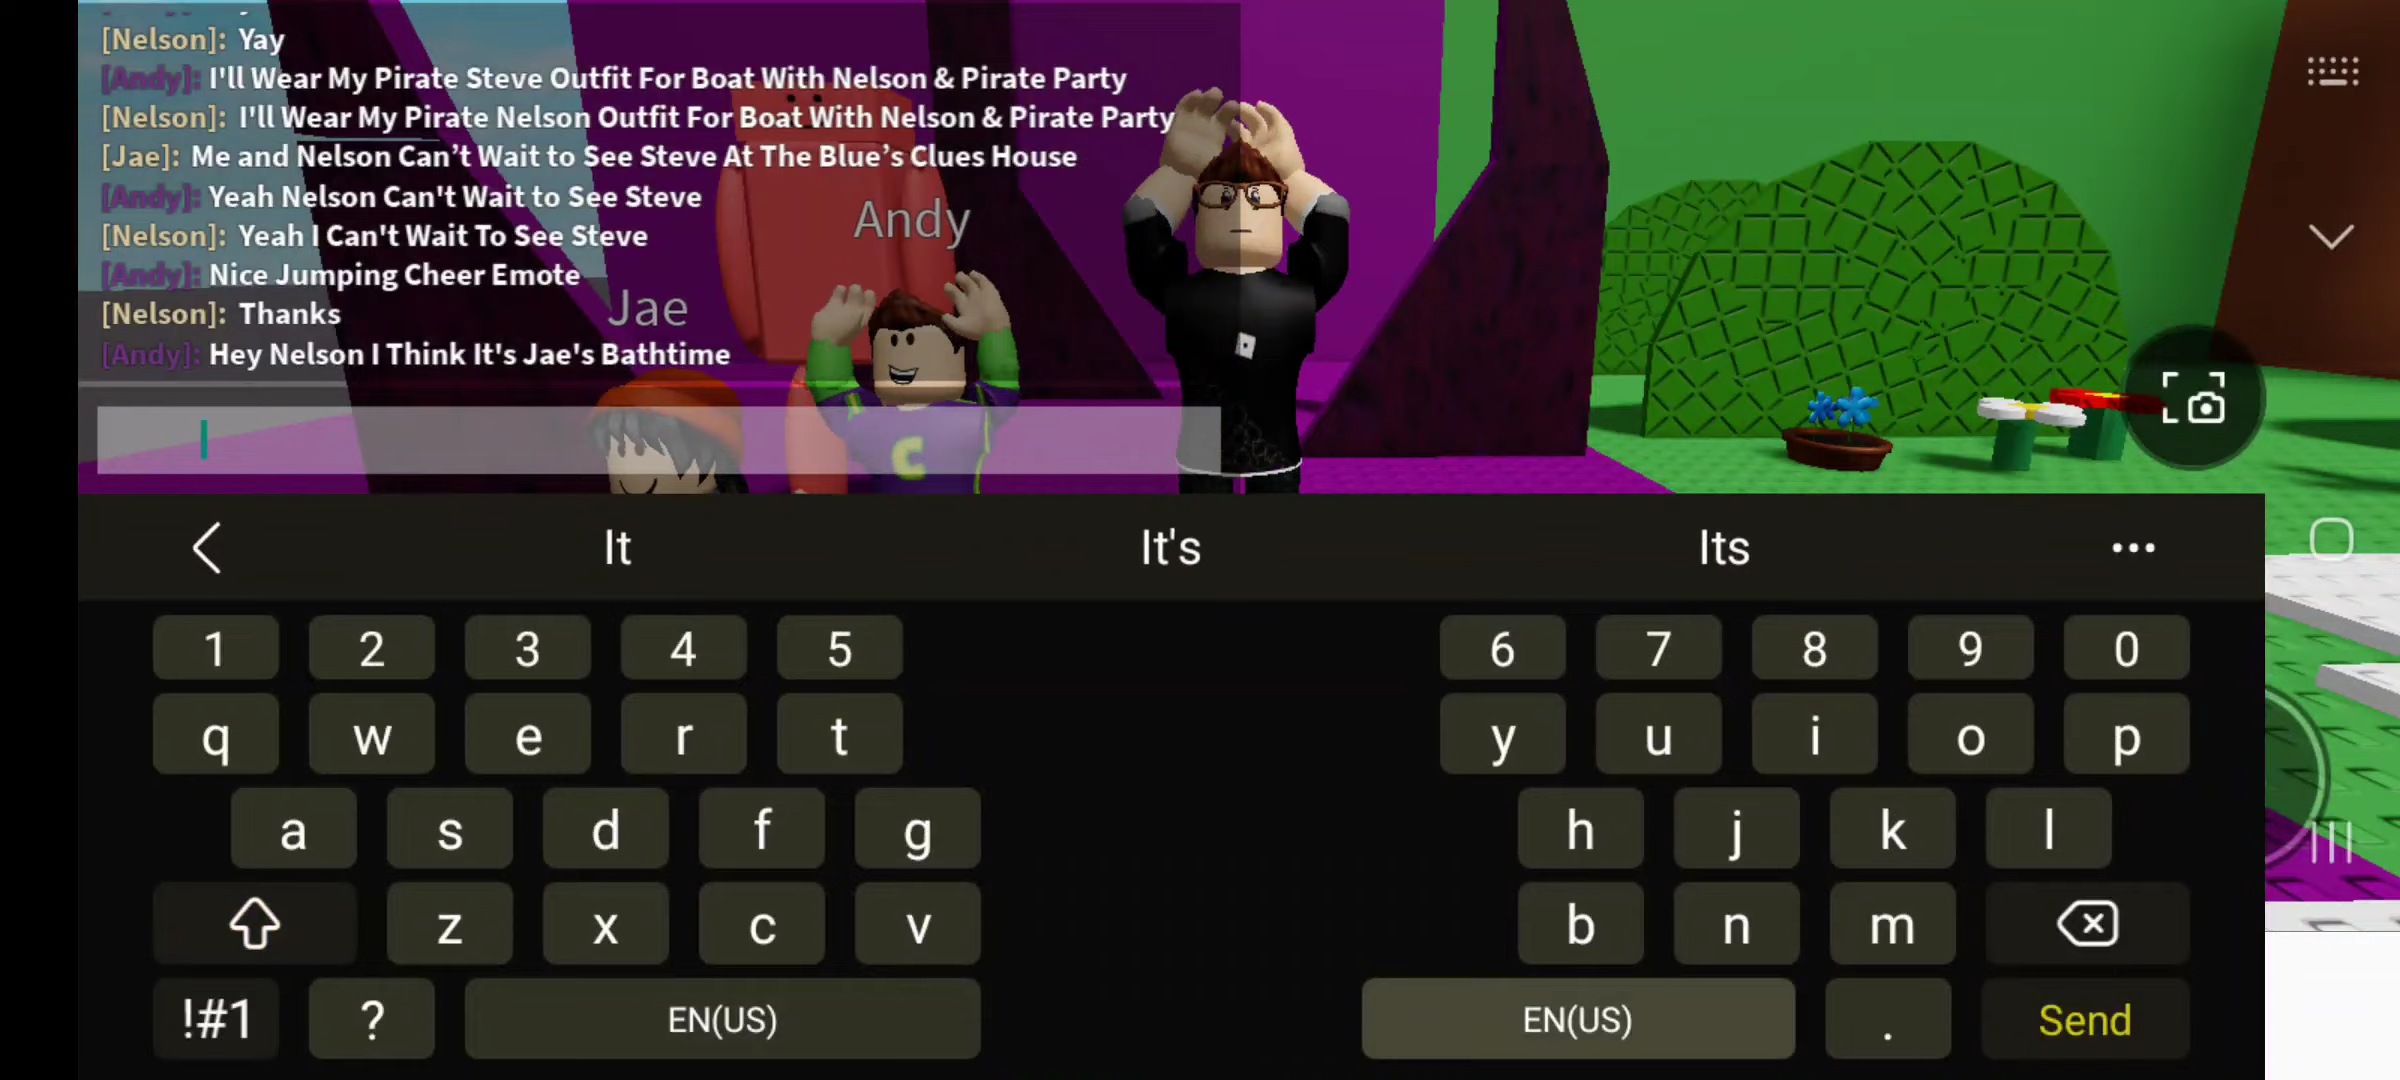 [Nelson]: Yay
[Andy]: I'll Wear My Pirate Steve Outfit For Boat With Nelson & Pirate Party
[Nelson]: I'll Wear My Pirate Nelson Outfit For Boat With Nelson & Pirate Party
[Jae]: Me and Nelson Can’t Wait to See Steve At The Blue’s Clues House
[Andy]: Yeah Nelson Can't Wait to See Steve
[Nelson]: Yeah I Can't Wait To See Steve
[Andy]: Nice Jumping Cheer Emote
[Nelson]: Thanks
[Andy]: Hey Nelson I Think It's Jae's Bathtime
Andy
Jae
C
It It's Its
1 2 3 4 5 6 7 8 9 0
q w e r t y u i o p
a s d f g h j k l
z x c v b n m
!#1 ? EN(US) EN(US) . Send